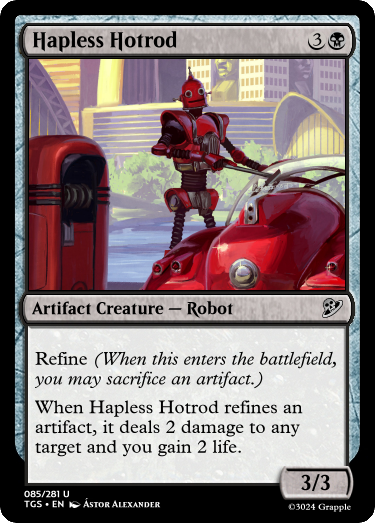 Hapless Hotrod 3
Artifact Creature — Robot
Refine (When this enters the battlefield,
you may sacrifice an artifact.)
When Hapless Hotrod refines an
artifact, it deals 2 damage to any
target and you gain 2 life.
3/3
085/281 U
TGS • EN Ástor Alexander
©3024 Grapple